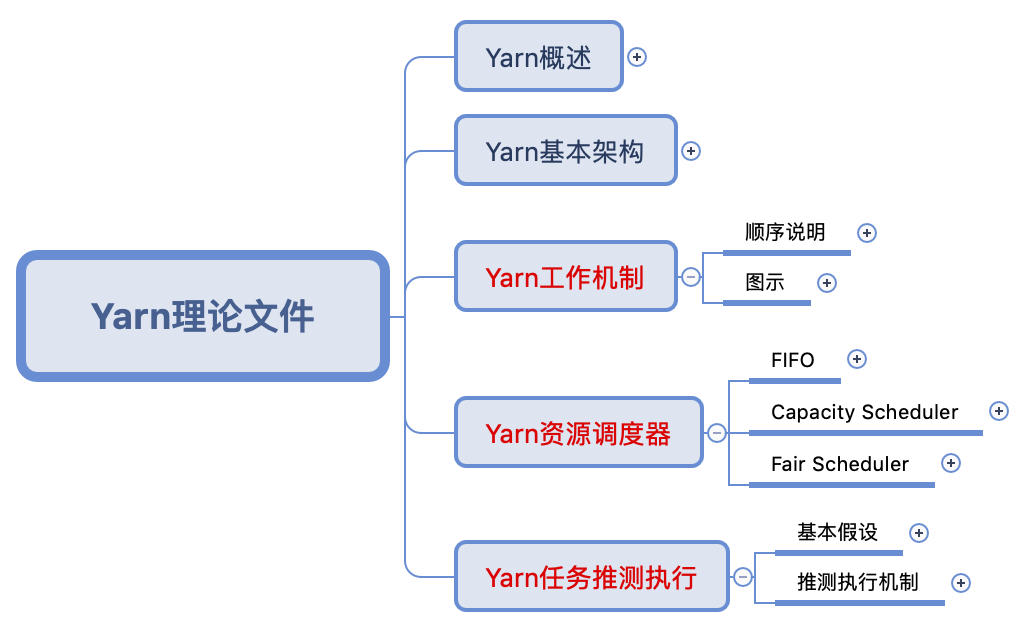 Yarn理论文件
Yarn概述
Yarn基本架构
Yarn工作机制
顺序说明
图示
Yarn资源调度器
FIFO
Capacity Scheduler
Fair Scheduler
Yarn任务推测执行
基本假设
推测执行机制